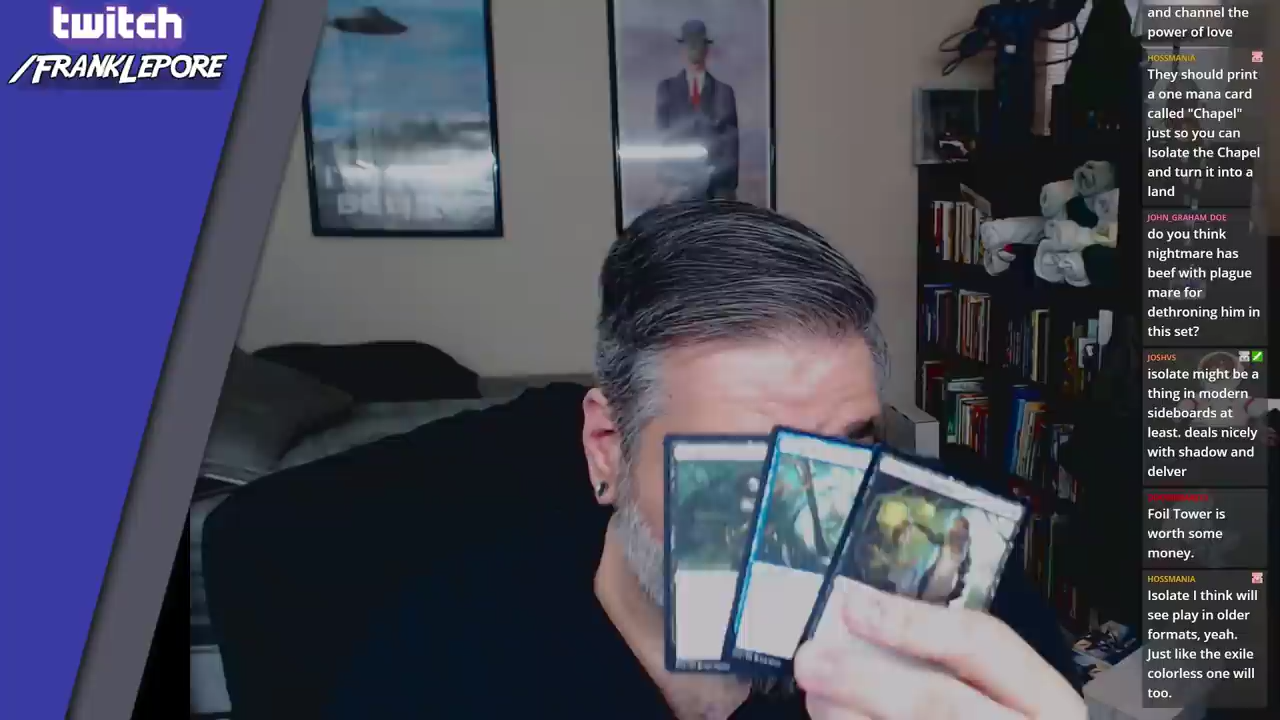 twitch
/FRANKLEPORE
and channel the
power of love
HOSSMANIA
They should print
a one mana card
called "Chapel"
just so you can
Isolate the Chapel
and turn it into a
land
JOHN_GRAHAM_DOE
do you think
nightmare has
beef with plague
mare for
dethroning him in
this set?
JOSHVS
isolate might be a
thing in modern
sideboards at
least. deals nicely
with shadow and
delver
Foil Tower is
worth some
money.
HOSSMANIA
Isolate I think will
see play in older
formats, yeah.
Just like the exile
colorless one will
too.